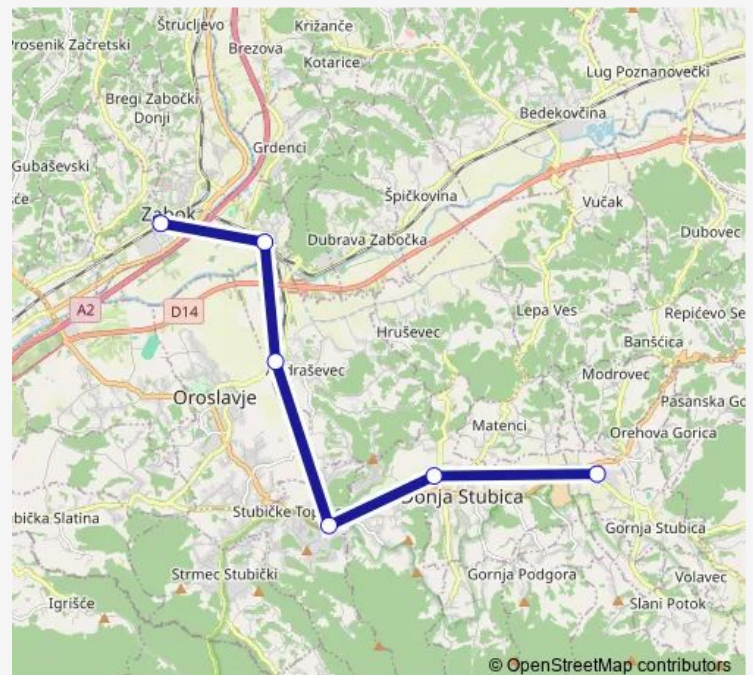 Štrucljevo
Križanče
Prosenik Začretski
Brezova
Kotarice
Lug Poznanovečki
Bregi Zabočki
Donji
Bedekovčina
Grdenci
Gubaševski
Špičkovina
Vučak
Zabok
Dubrava Zabočka
Dubovec
A2
D14
Lepa Ves
Repićevo Se
Hruševec
Banšćica
draševec
Modrovec
Oroslavje
Pasanska Go
Matenci
Orehova Gorica
Donja Stubica
Stubičke Top
bička Slatina
Gornja Stubica
Strmec Stubički
Gornja Podgora
Volavec
Igrišće
Slani Potok
© OpenStreetMap contributors